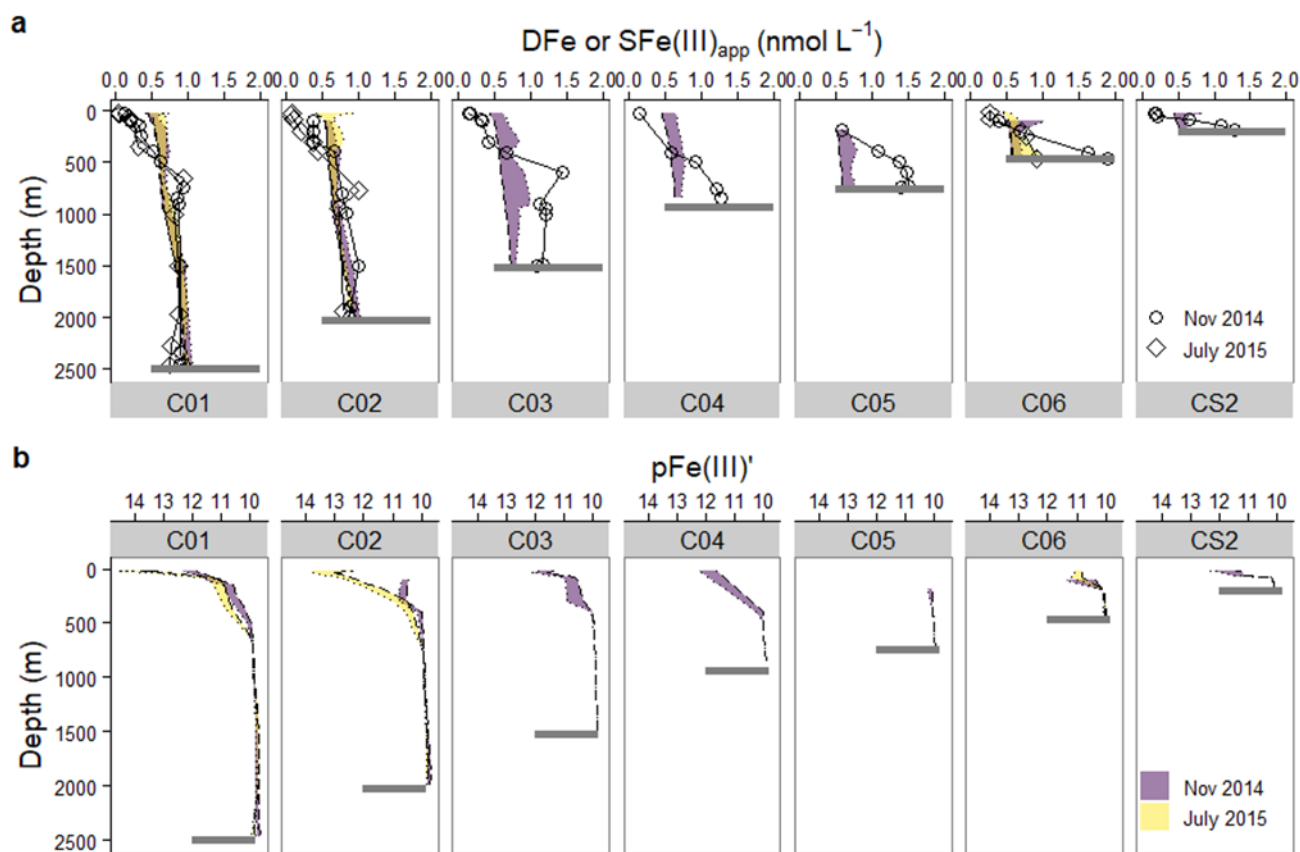 a
DFe or SFe(III)app (nmol L−1)
0.0 0.5 1.0 1.5 2.0 0.0 0.5 1.0 1.5 2.0 0.0 0.5 1.0 1.5 2.0 0.0 0.5 1.0 1.5 2.0 0.0 0.5 1.0 1.5 2.0 0.0 0.5 1.0 1.5 2.0 0.0 0.5 1.0 1.5 2.0
Depth (m)
0
500
1000
1500
2000
2500
Nov 2014
July 2015
C01 C02 C03 C04 C05 C06 CS2
b
pFe(III)'
14 13 12 11 10 14 13 12 11 10 14 13 12 11 10 14 13 12 11 10 14 13 12 11 10 14 13 12 11 10 14 13 12 11 10
C01 C02 C03 C04 C05 C06 CS2
Depth (m)
0
500
1000
1500
2000
2500
Nov 2014
July 2015